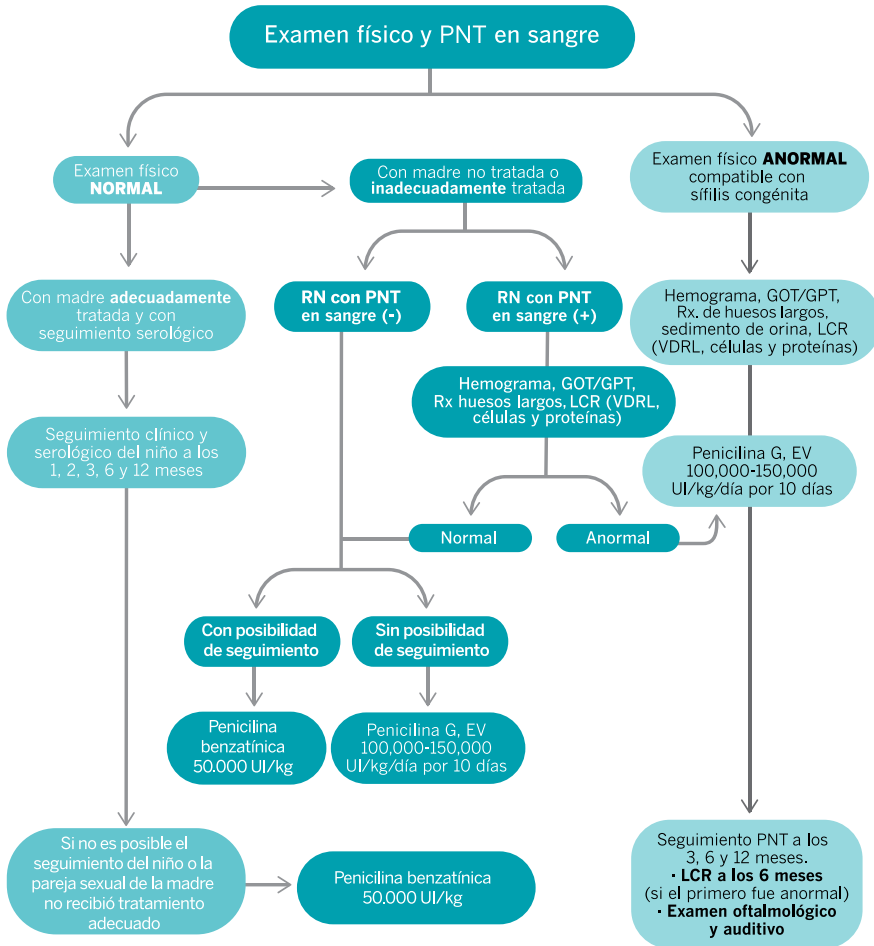 Examen físico y PNT en sangre
Examen físico
NORMAL
Con madre no tratada o
inadecuadamente tratada
Examen físico ANORMAL
compatible con
sífilis congénita
Con madre adecuadamente
tratada y con
seguimiento serológico
RN con PNT
en sangre (-)
RN con PNT
en sangre (+)
Hemograma, GOT/GPT,
Rx. de huesos largos,
sedimento de orina, LCR
(VDRL, células y proteínas)
Hemograma, GOT/GPT,
Rx huesos largos, LCR (VDRL,
células y proteínas)
Seguimiento clínico y
serológico del niño a los
1, 2, 3, 6 y 12 meses
Penicilina G, EV
100,000-150,000
UI/kg/día por 10 días
Normal
Anormal
Con posibilidad
de seguimiento
Sin posibilidad
de seguimiento
Penicilina
benzatínica
50.000 UI/kg
Penicilina G, EV
100,000-150,000
UI/kg/día por 10 días
Si no es posible el
seguimiento del niño o la
pareja sexual de la madre
no recibió tratamiento
adecuado
Penicilina benzatínica
50.000 UI/kg
Seguimiento PNT a los
3, 6 y 12 meses.
· LCR a los 6 meses
(si el primero fue anormal)
· Examen oftalmológico
y auditivo